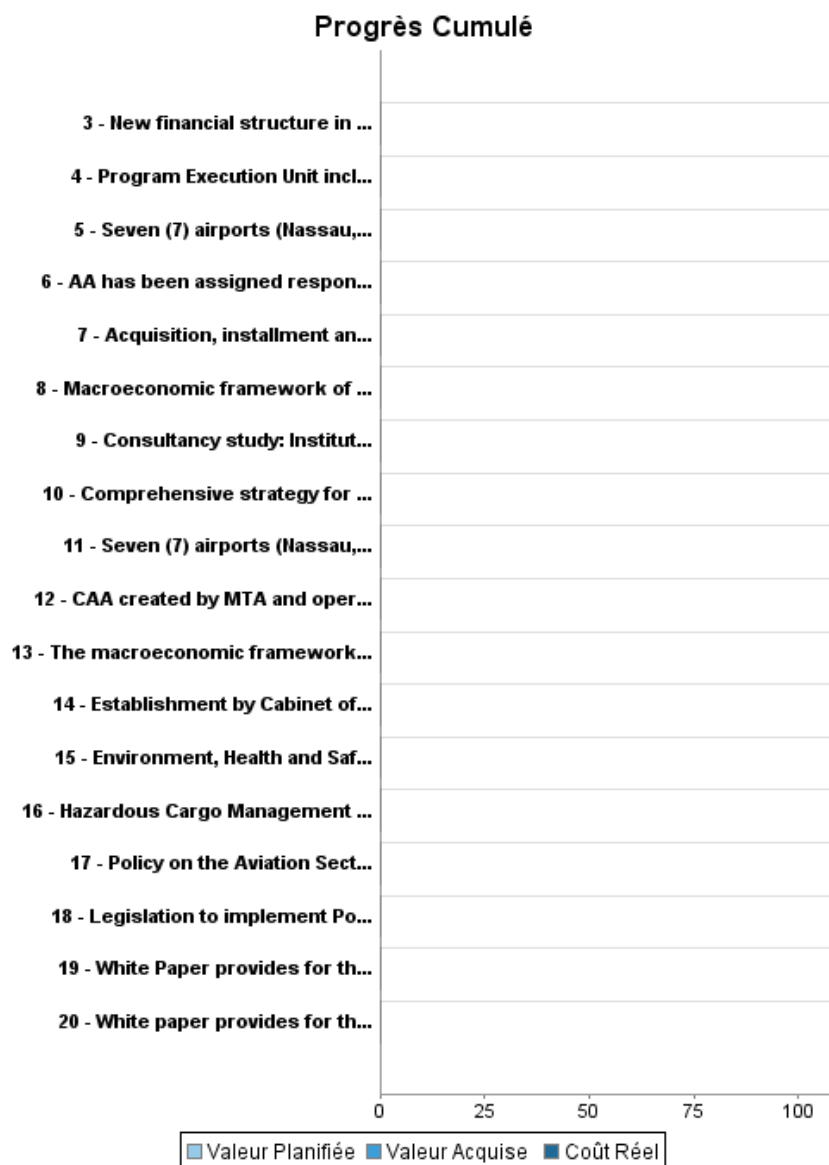 Progrès Cumulé
3 - New financial structure in ...
4 - Program Execution Unit incl...
5 - Seven (7) airports (Nassau,...
6 - AA has been assigned respon...
7 - Acquisition, installment an...
8 - Macroeconomic framework of ...
9 - Consultancy study: Institut...
10 - Comprehensive strategy for ...
11 - Seven (7) airports (Nassau,...
12 - CAA created by MTA and oper...
13 - The macroeconomic framework...
14 - Establishment by Cabinet of...
15 - Environment, Health and Saf...
16 - Hazardous Cargo Management ...
17 - Policy on the Aviation Sect...
18 - Legislation to implement Po...
19 - White Paper provides for th...
20 - White paper provides for th...
0 25 50 75 100
Valeur Planifiée Valeur Acquise Coût Réel